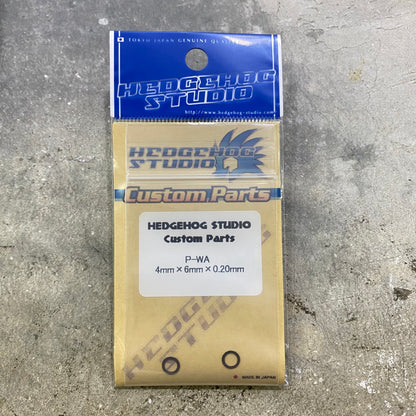 TOKYO JAPAN GENUINE QUALITY
HEDGEHOG
STUDIO
http://www.hedgehog-studio.com/
HEDGEHOG
STUDIO
Custom Parts
HEDGEHOG STUDIO
Custom Parts
P-WA
4mm×6mm×0.20mm
HEDGEHOG
STUDIO
MADE IN JAPAN